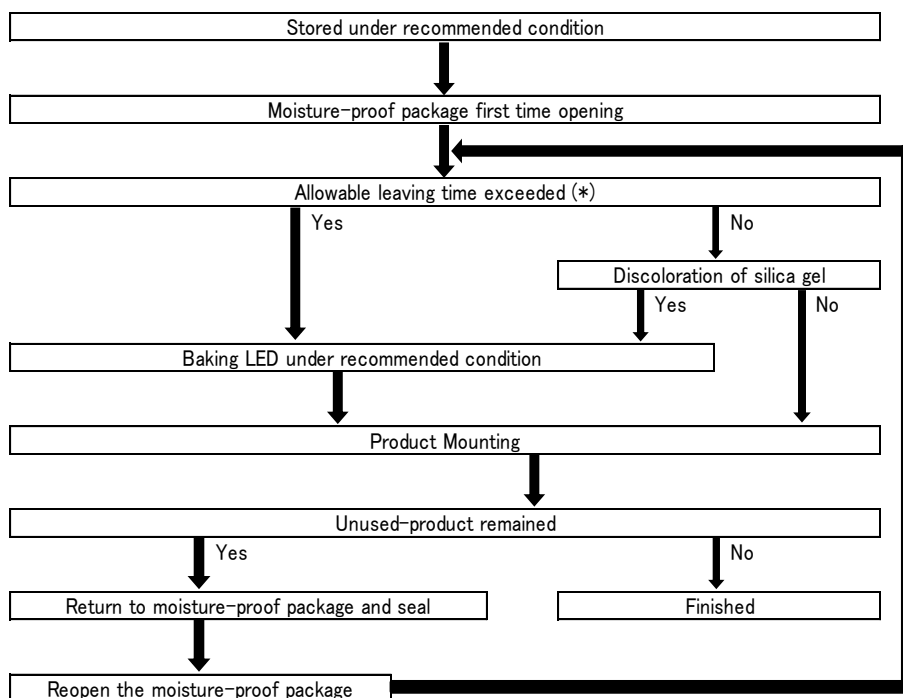 Stored under recommended condition
Moisture-proof package first time opening
Allowable leaving time exceeded (*)
Yes
No
Discoloration of silica gel
Yes
No
Baking LED under recommended condition
Product Mounting
Unused-product remained
Yes
No
Return to moisture-proof package and seal
Finished
Reopen the moisture-proof package